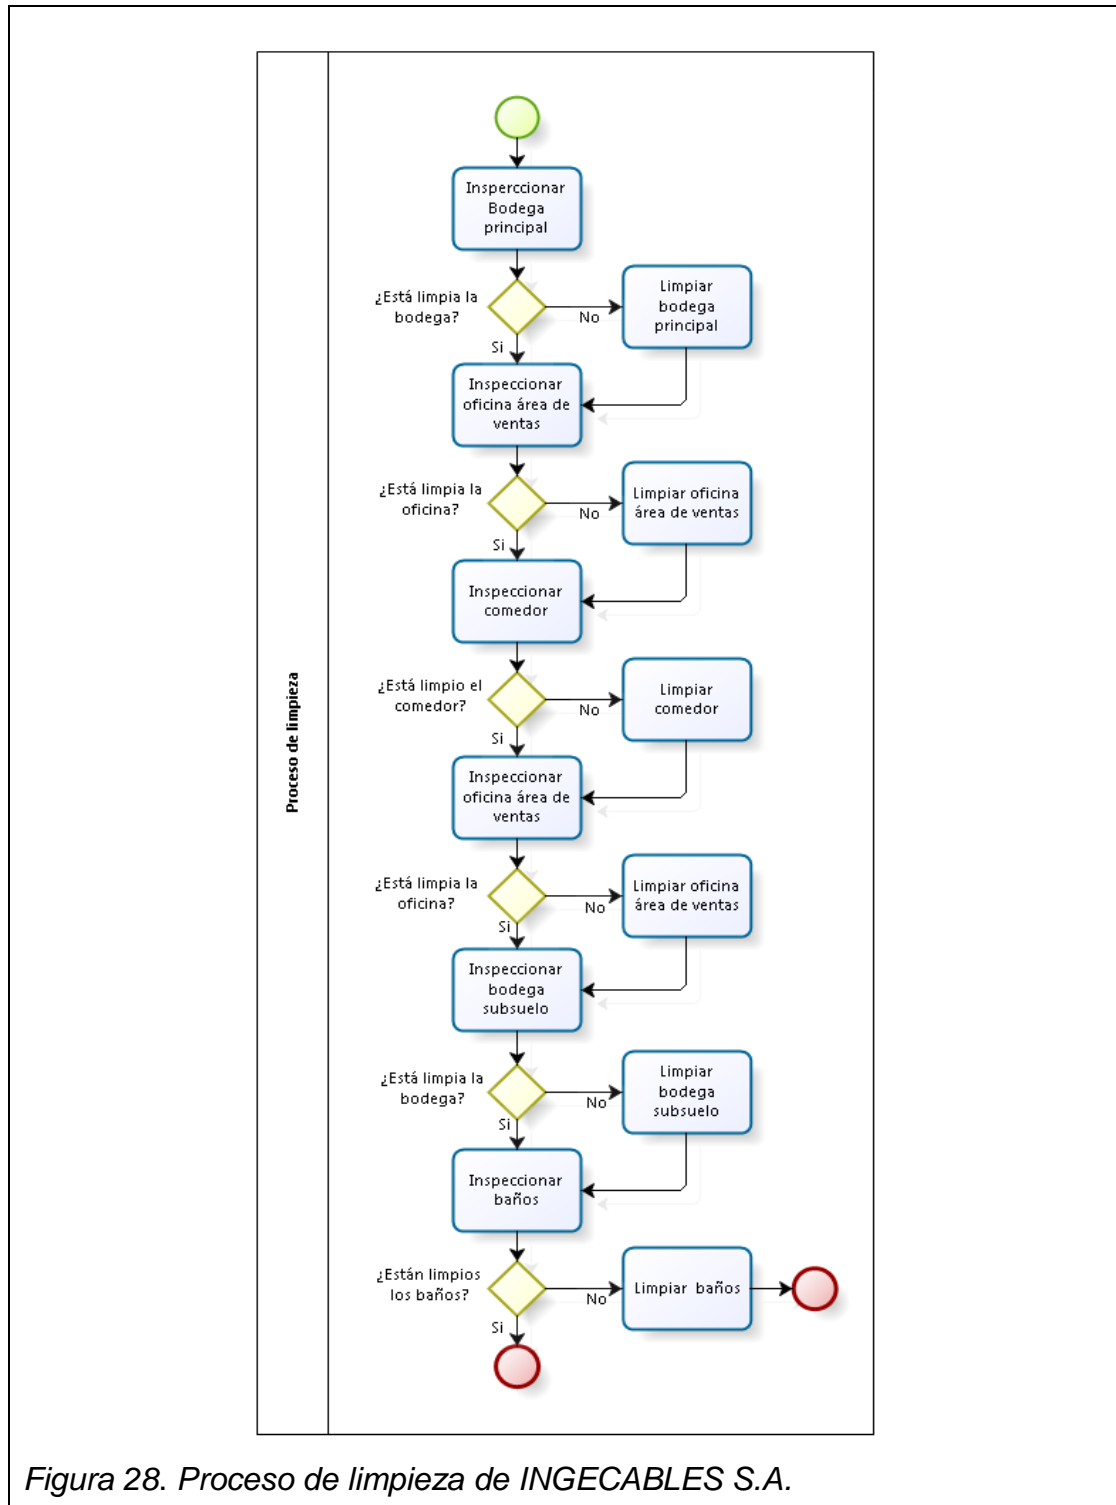 Insperccionar
Bodega
principal
¿Está limpia la
bodega?
No
Limpiar
bodega
principal
Si
Inspeccionar
oficina área de
ventas
¿Está limpia la
oficina?
No
Limpiar oficina
área de ventas
Si
Inspeccionar
comedor
¿Está limpio el
comedor?
No
Limpiar
comedor
Si
Inspeccionar
oficina área de
ventas
¿Está limpia la
oficina?
No
Limpiar oficina
área de ventas
Si
Inspeccionar
bodega
subsuelo
¿Está limpia la
bodega?
No
Limpiar
bodega
subsuelo
Si
Inspeccionar
baños
¿Están limpios
los baños?
No
Limpiar baños
Si
Proceso de limpieza
Figura 28. Proceso de limpieza de INGECABLES S.A.